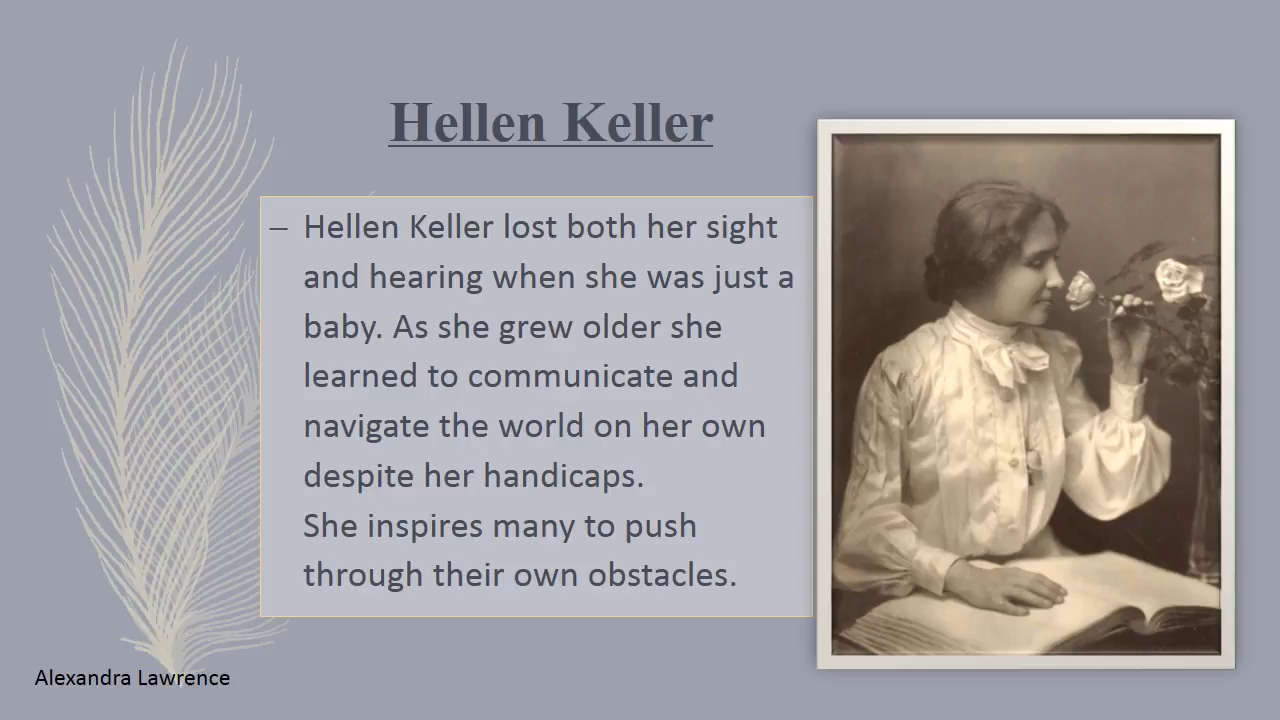 Hellen Keller
– Hellen Keller lost both her sight
and hearing when she was just a
baby. As she grew older she
learned to communicate and
navigate the world on her own
despite her handicaps.
She inspires many to push
through their own obstacles.
Alexandra Lawrence